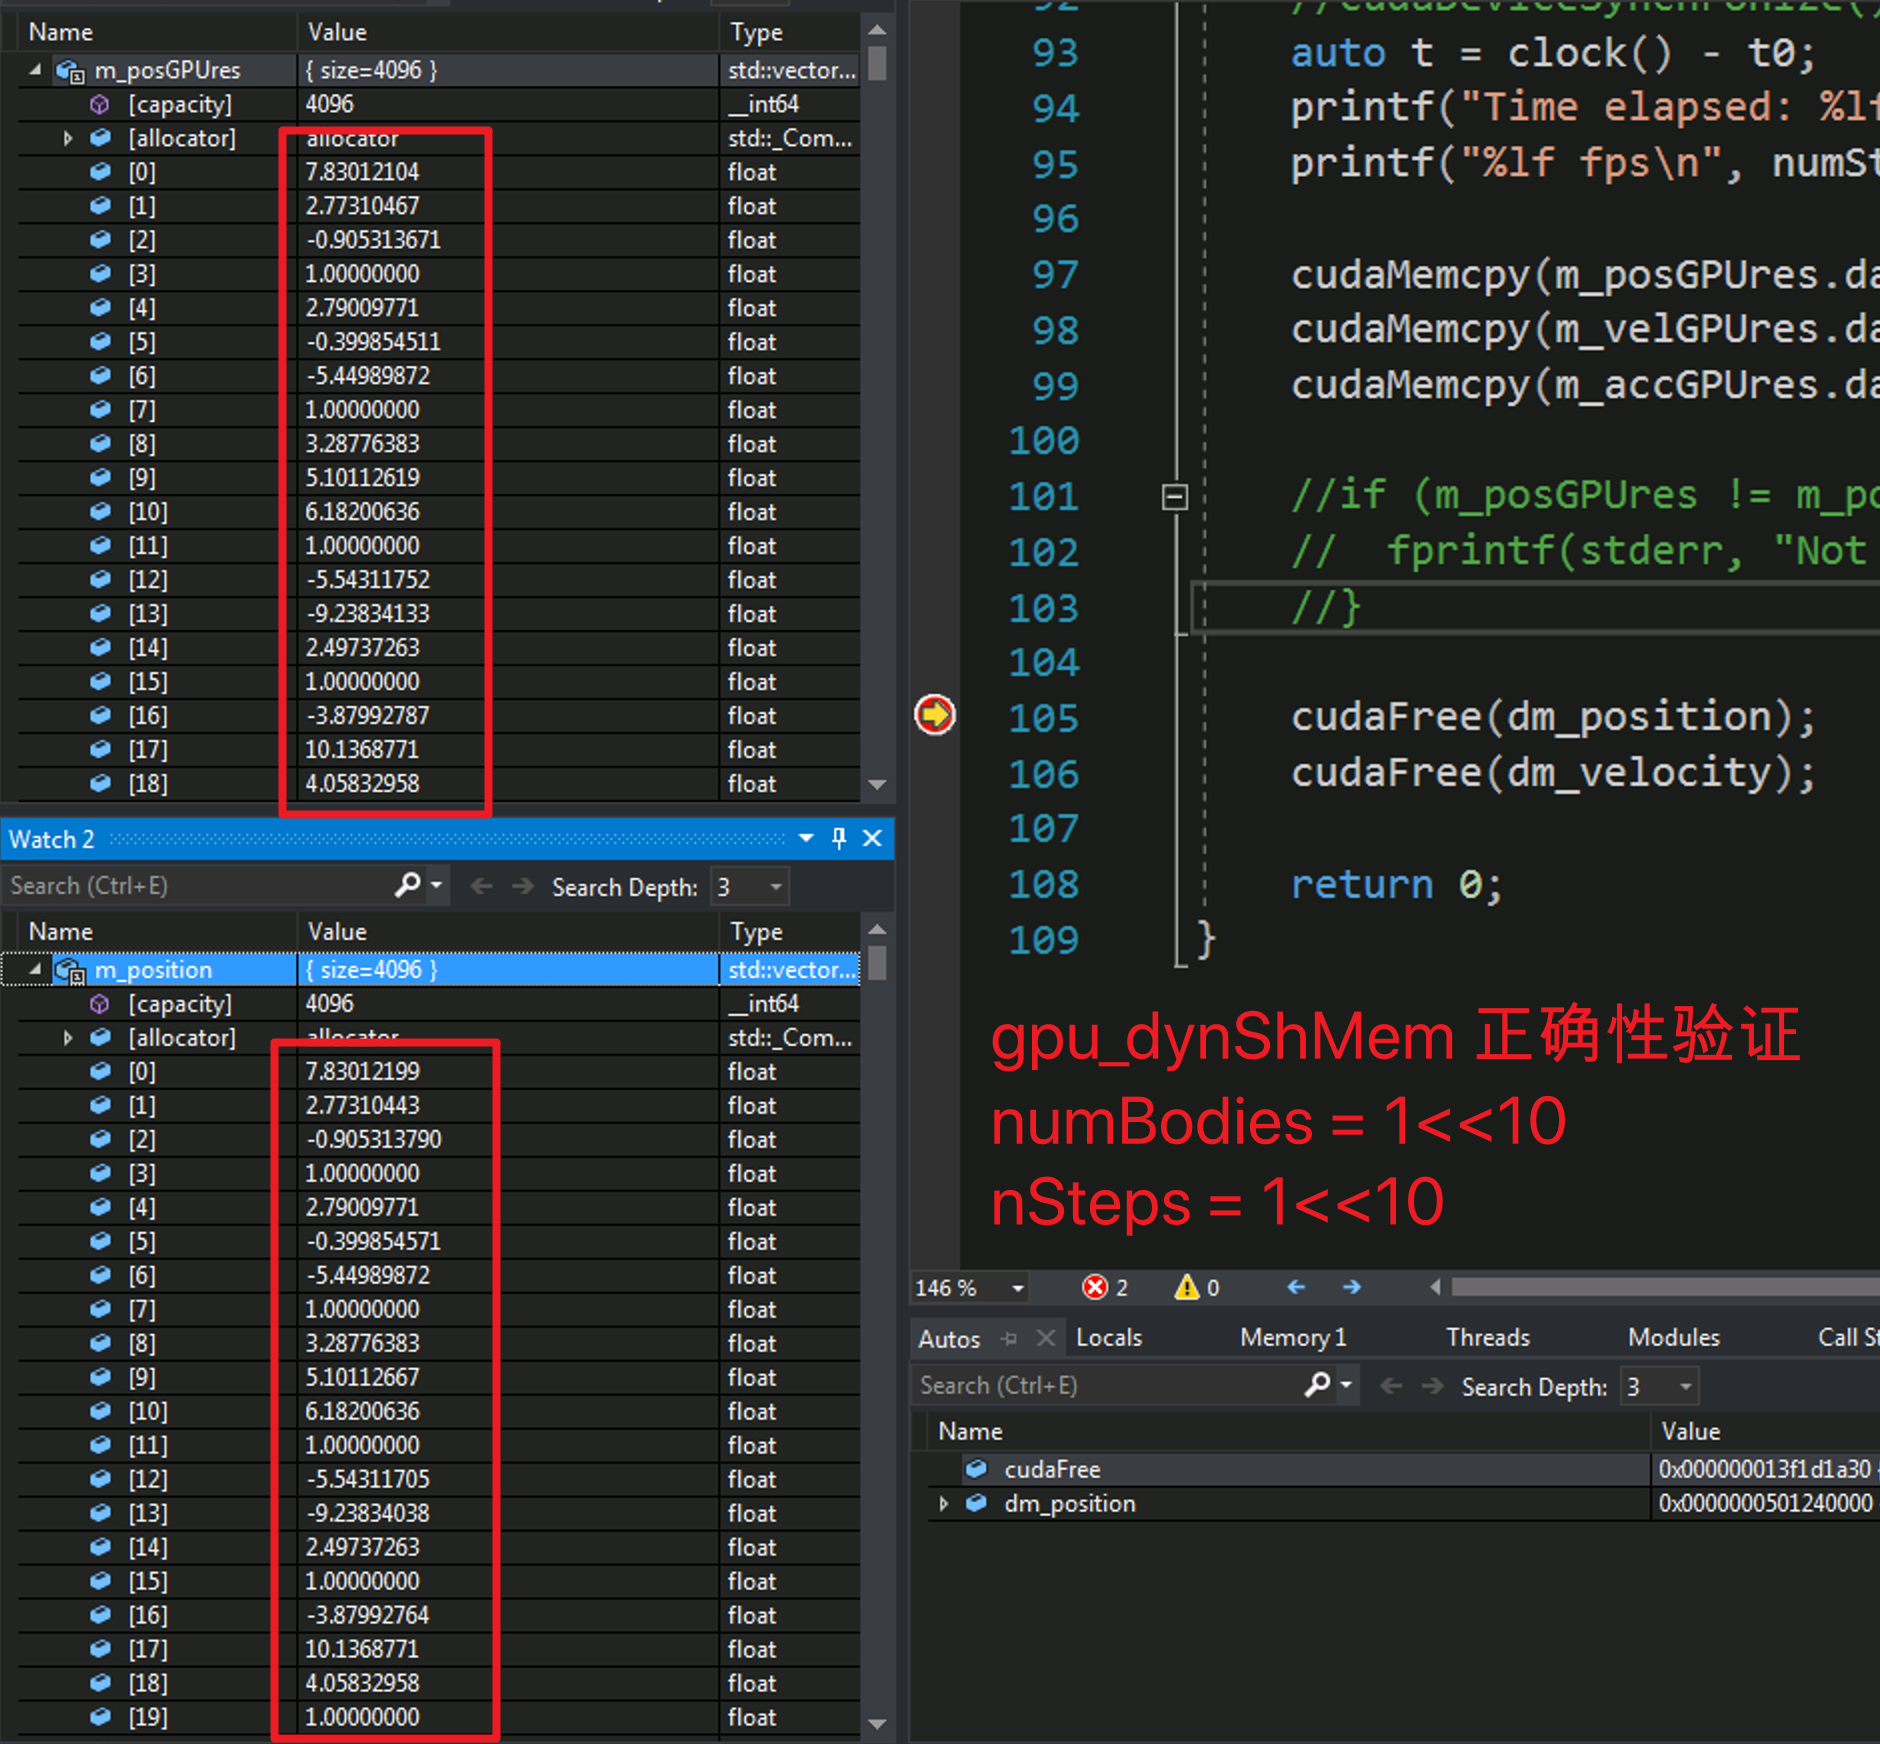 Name Value Type
m_posGPUres { size=4096 } std::vector...
[capacity] 4096 __int64
[allocator] allocator std::_Com...
[0] 7.83012104 float
[1] 2.77310467 float
[2] -0.905313671 float
[3] 1.00000000 float
[4] 2.79009771 float
[5] -0.399854511 float
[6] -5.44989872 float
[7] 1.00000000 float
[8] 3.28776383 float
[9] 5.10112619 float
[10] 6.18200636 float
[11] 1.00000000 float
[12] -5.54311752 float
[13] -9.23834133 float
[14] 2.49737263 float
[15] 1.00000000 float
[16] -3.87992787 float
[17] 10.1368771 float
[18] 4.05832958 float
Watch 2
Search (Ctrl+E) Search Depth: 3
Name Value Type
m_position { size=4096 } std::vector...
[capacity] 4096 __int64
[allocator] allocator std::_Com...
[0] 7.83012199 float
[1] 2.77310443 float
[2] -0.905313790 float
[3] 1.00000000 float
[4] 2.79009771 float
[5] -0.399854571 float
[6] -5.44989872 float
[7] 1.00000000 float
[8] 3.28776383 float
[9] 5.10112667 float
[10] 6.18200636 float
[11] 1.00000000 float
[12] -5.54311705 float
[13] -9.23834038 float
[14] 2.49737263 float
[15] 1.00000000 float
[16] -3.87992764 float
[17] 10.1368771 float
[18] 4.05832958 float
[19] 1.00000000 float
92 //cudaDeviceSynchronize()
93 auto t = clock() - t0;
94 printf("Time elapsed: %lf
95 printf("%lf fps\n", numSt
96
97 cudaMemcpy(m_posGPUres.da
98 cudaMemcpy(m_velGPUres.da
99 cudaMemcpy(m_accGPUres.da
100
101 //if (m_posGPUres != m_po
102 // fprintf(stderr, "Not
103 //}
104
105 cudaFree(dm_position);
106 cudaFree(dm_velocity);
107
108 return 0;
109 }
gpu_dynShMem 正确性验证
numBodies = 1<<10
nSteps = 1<<10
146 % 2 0
Autos Locals Memory 1 Threads Modules Call St
Search (Ctrl+E) Search Depth: 3
Name Value
cudaFree 0x000000013f1d1a30
dm_position 0x0000000501240000